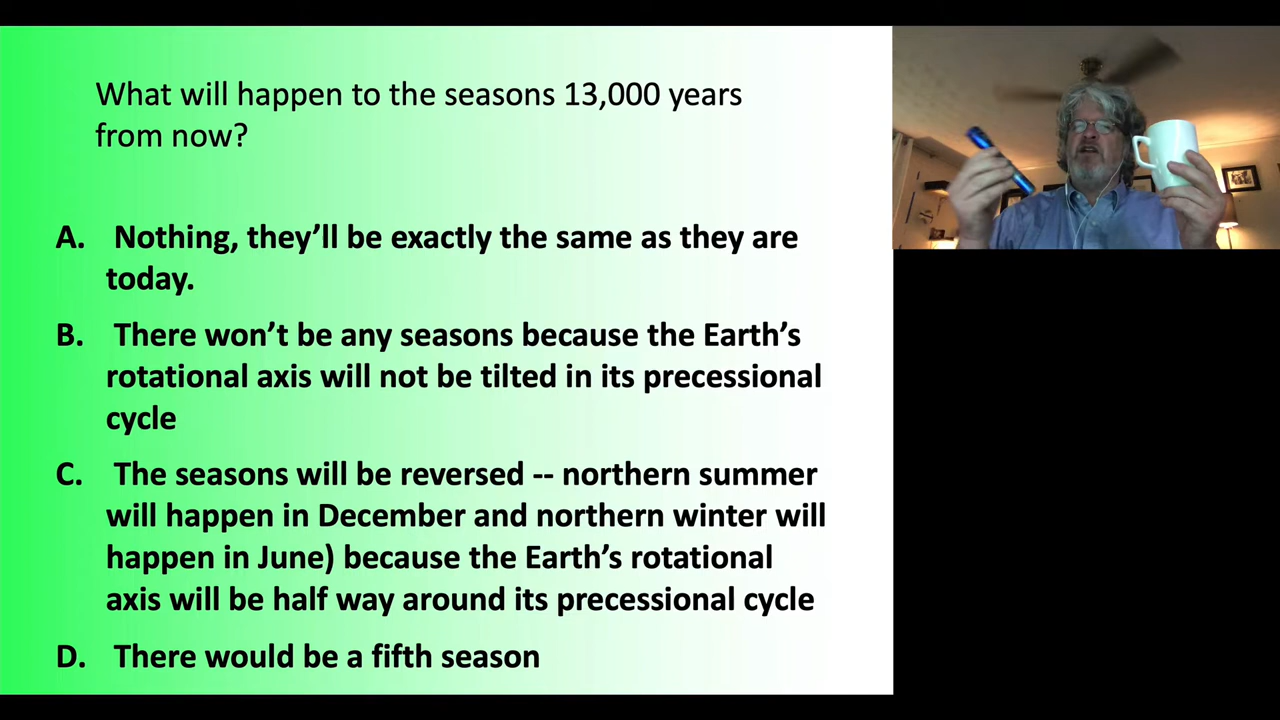 What will happen to the seasons 13,000 years
from now?
A. Nothing, they’ll be exactly the same as they are
today.
B. There won’t be any seasons because the Earth’s
rotational axis will not be tilted in its precessional
cycle
C. The seasons will be reversed -- northern summer
will happen in December and northern winter will
happen in June) because the Earth’s rotational
axis will be half way around its precessional cycle
D. There would be a fifth season